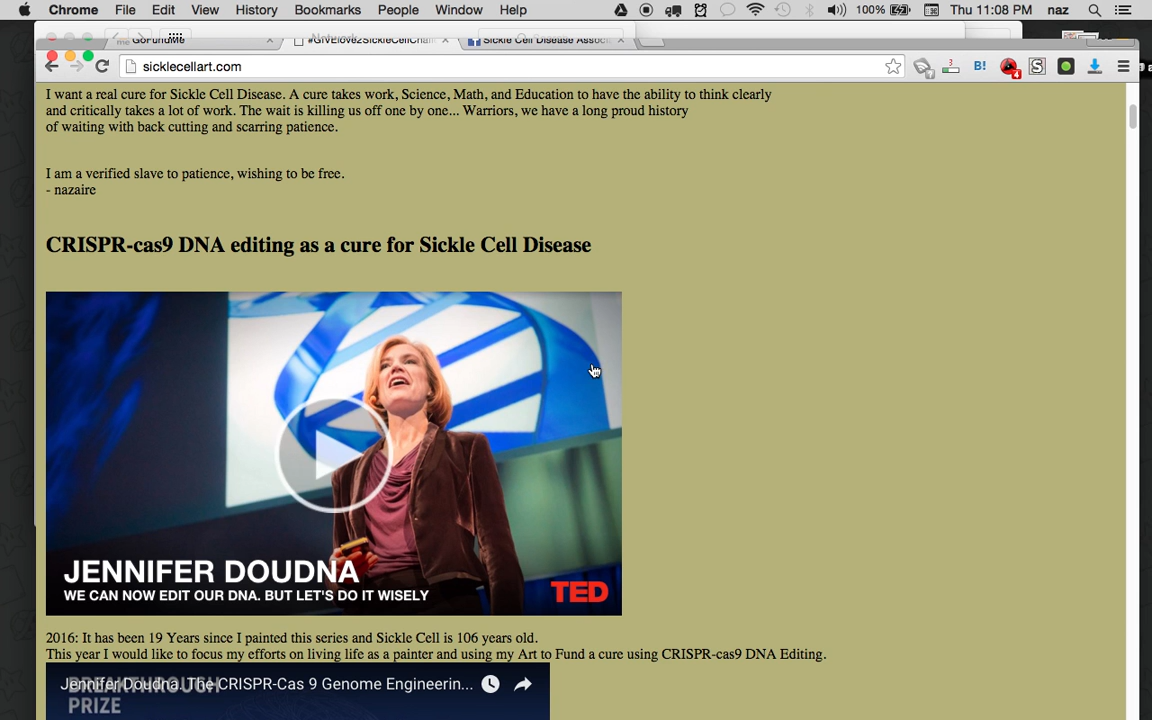 Chrome File Edit View History Bookmarks People Window Help 100% Thu 11:08 PM naz
GoFundMe #GIVElove2SickleCellChall Sickle Cell Disease Associ
sicklecellart.com
3
B!
4
S
I want a real cure for Sickle Cell Disease. A cure takes work, Science, Math, and Education to have the ability to think clearly
and critically takes a lot of work. The wait is killing us off one by one... Warriors, we have a long proud history
of waiting with back cutting and scarring patience.
I am a verified slave to patience, wishing to be free.
- nazaire
CRISPR-cas9 DNA editing as a cure for Sickle Cell Disease
JENNIFER DOUDNA
WE CAN NOW EDIT OUR DNA. BUT LET'S DO IT WISELY
TED
2016: It has been 19 Years since I painted this series and Sickle Cell is 106 years old.
This year I would like to focus my efforts on living life as a painter and using my Art to Fund a cure using CRISPR-cas9 DNA Editing.
Jennifer Doudna. The CRISPR-Cas 9 Genome Engineerin...
BREAKTHROUGH
PRIZE